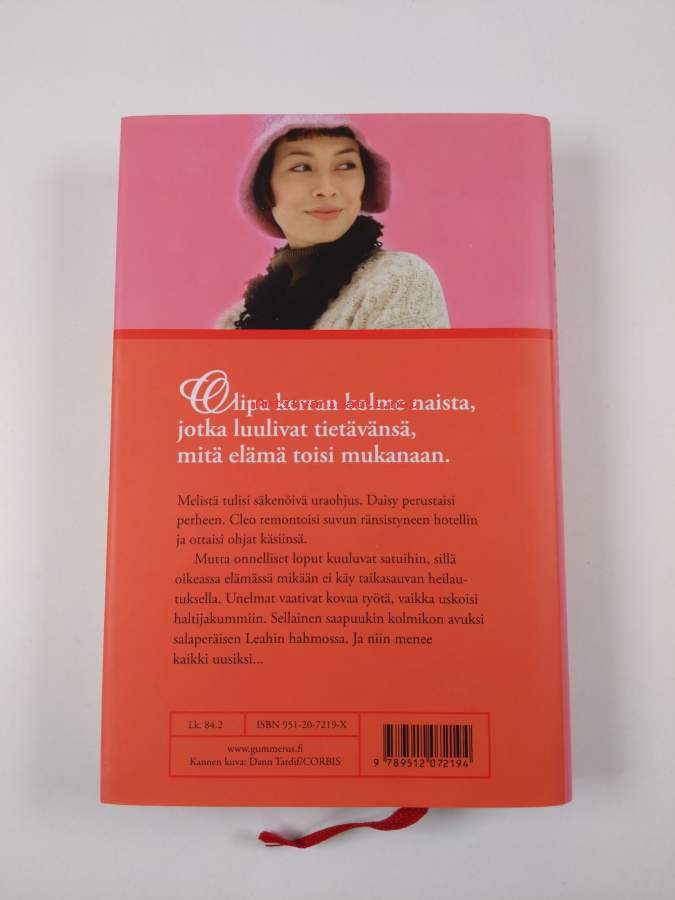 Olipa kerran kolme naista,
jotka luulivat tietävänsä,
mitä elämä toisi mukanaan.
Melistä tulisi säkenöivä uraohjus. Daisy perustaisi
perheen. Cleo remontoisi suvun ränsistyneen hotellin
ja ottaisi ohjat käsiinsä.
Mutta onnelliset loput kuuluvat satuihin, sillä
oikeassa elämässä mikään ei käy taikasauvan heilau-
tuksella. Unelmat vaativat kovaa työtä, vaikka uskoisi
haltijakummiin. Sellainen saapuukin kolmikon avuksi
salaperäisen Leahin hahmossa. Ja niin menee
kaikki uusiksi...
Lk. 84.2
ISBN 951-20-7219-X
www.gummerus.fi
Kannen kuva: Dann Tardif/CORBIS
9 789512 072194